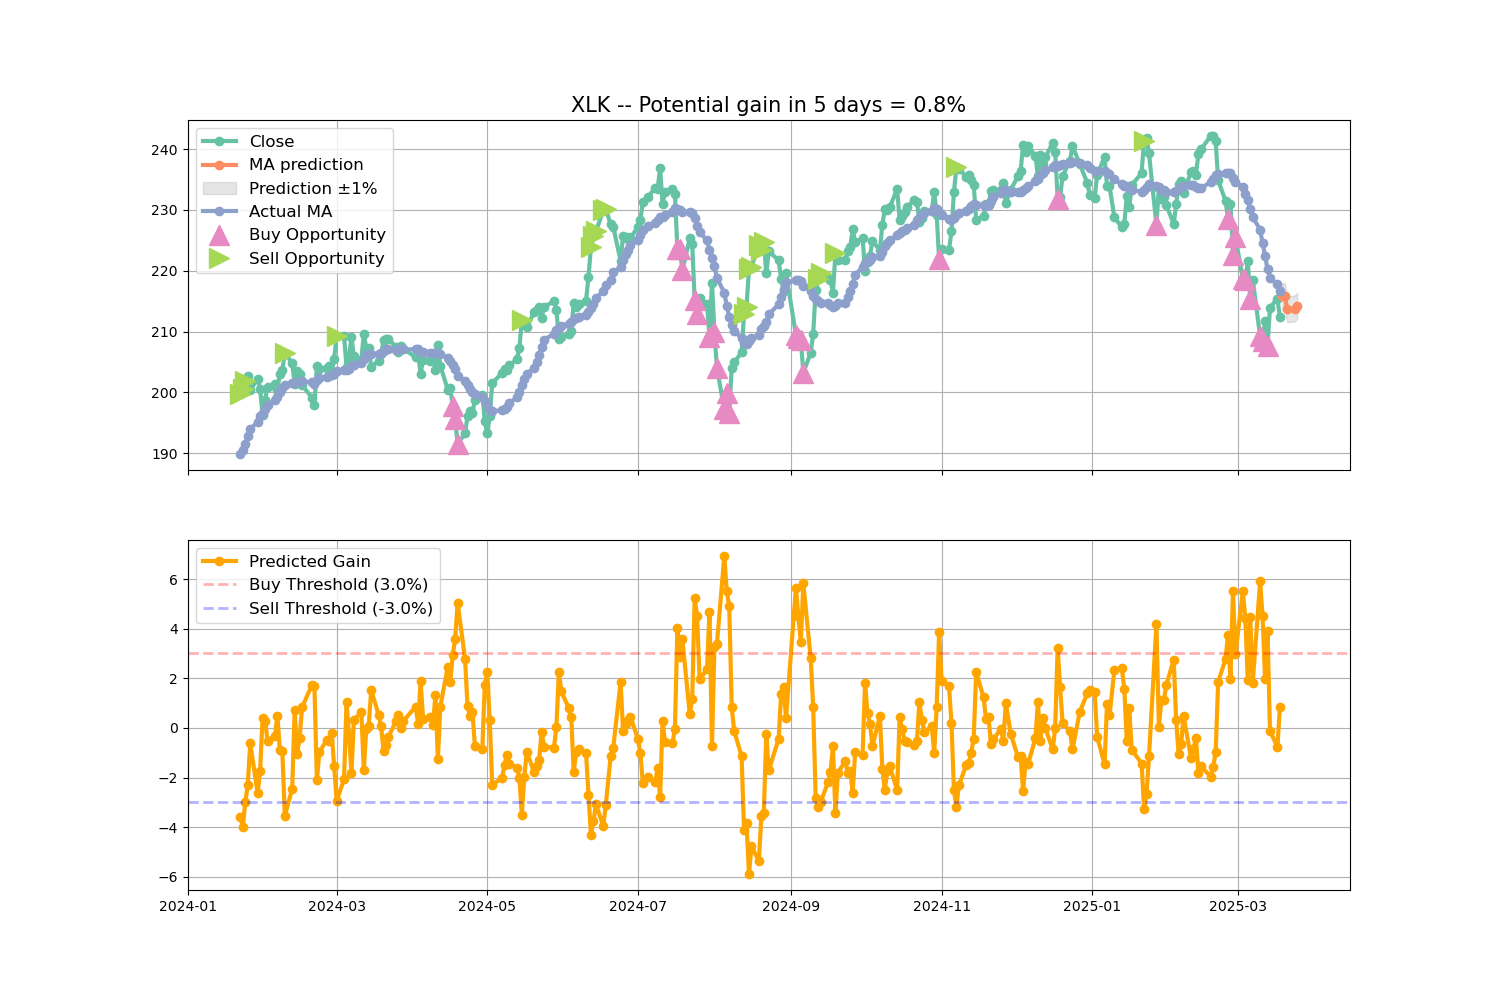 XLK -- Potential gain in 5 days = 0.8%
240
230
220
210
200
190
Close
MA prediction
Prediction ±1%
Actual MA
Buy Opportunity
Sell Opportunity
6
4
2
0
−2
−4
−6
Predicted Gain
Buy Threshold (3.0%)
Sell Threshold (-3.0%)
2024-01 2024-03 2024-05 2024-07 2024-09 2024-11 2025-01 2025-03